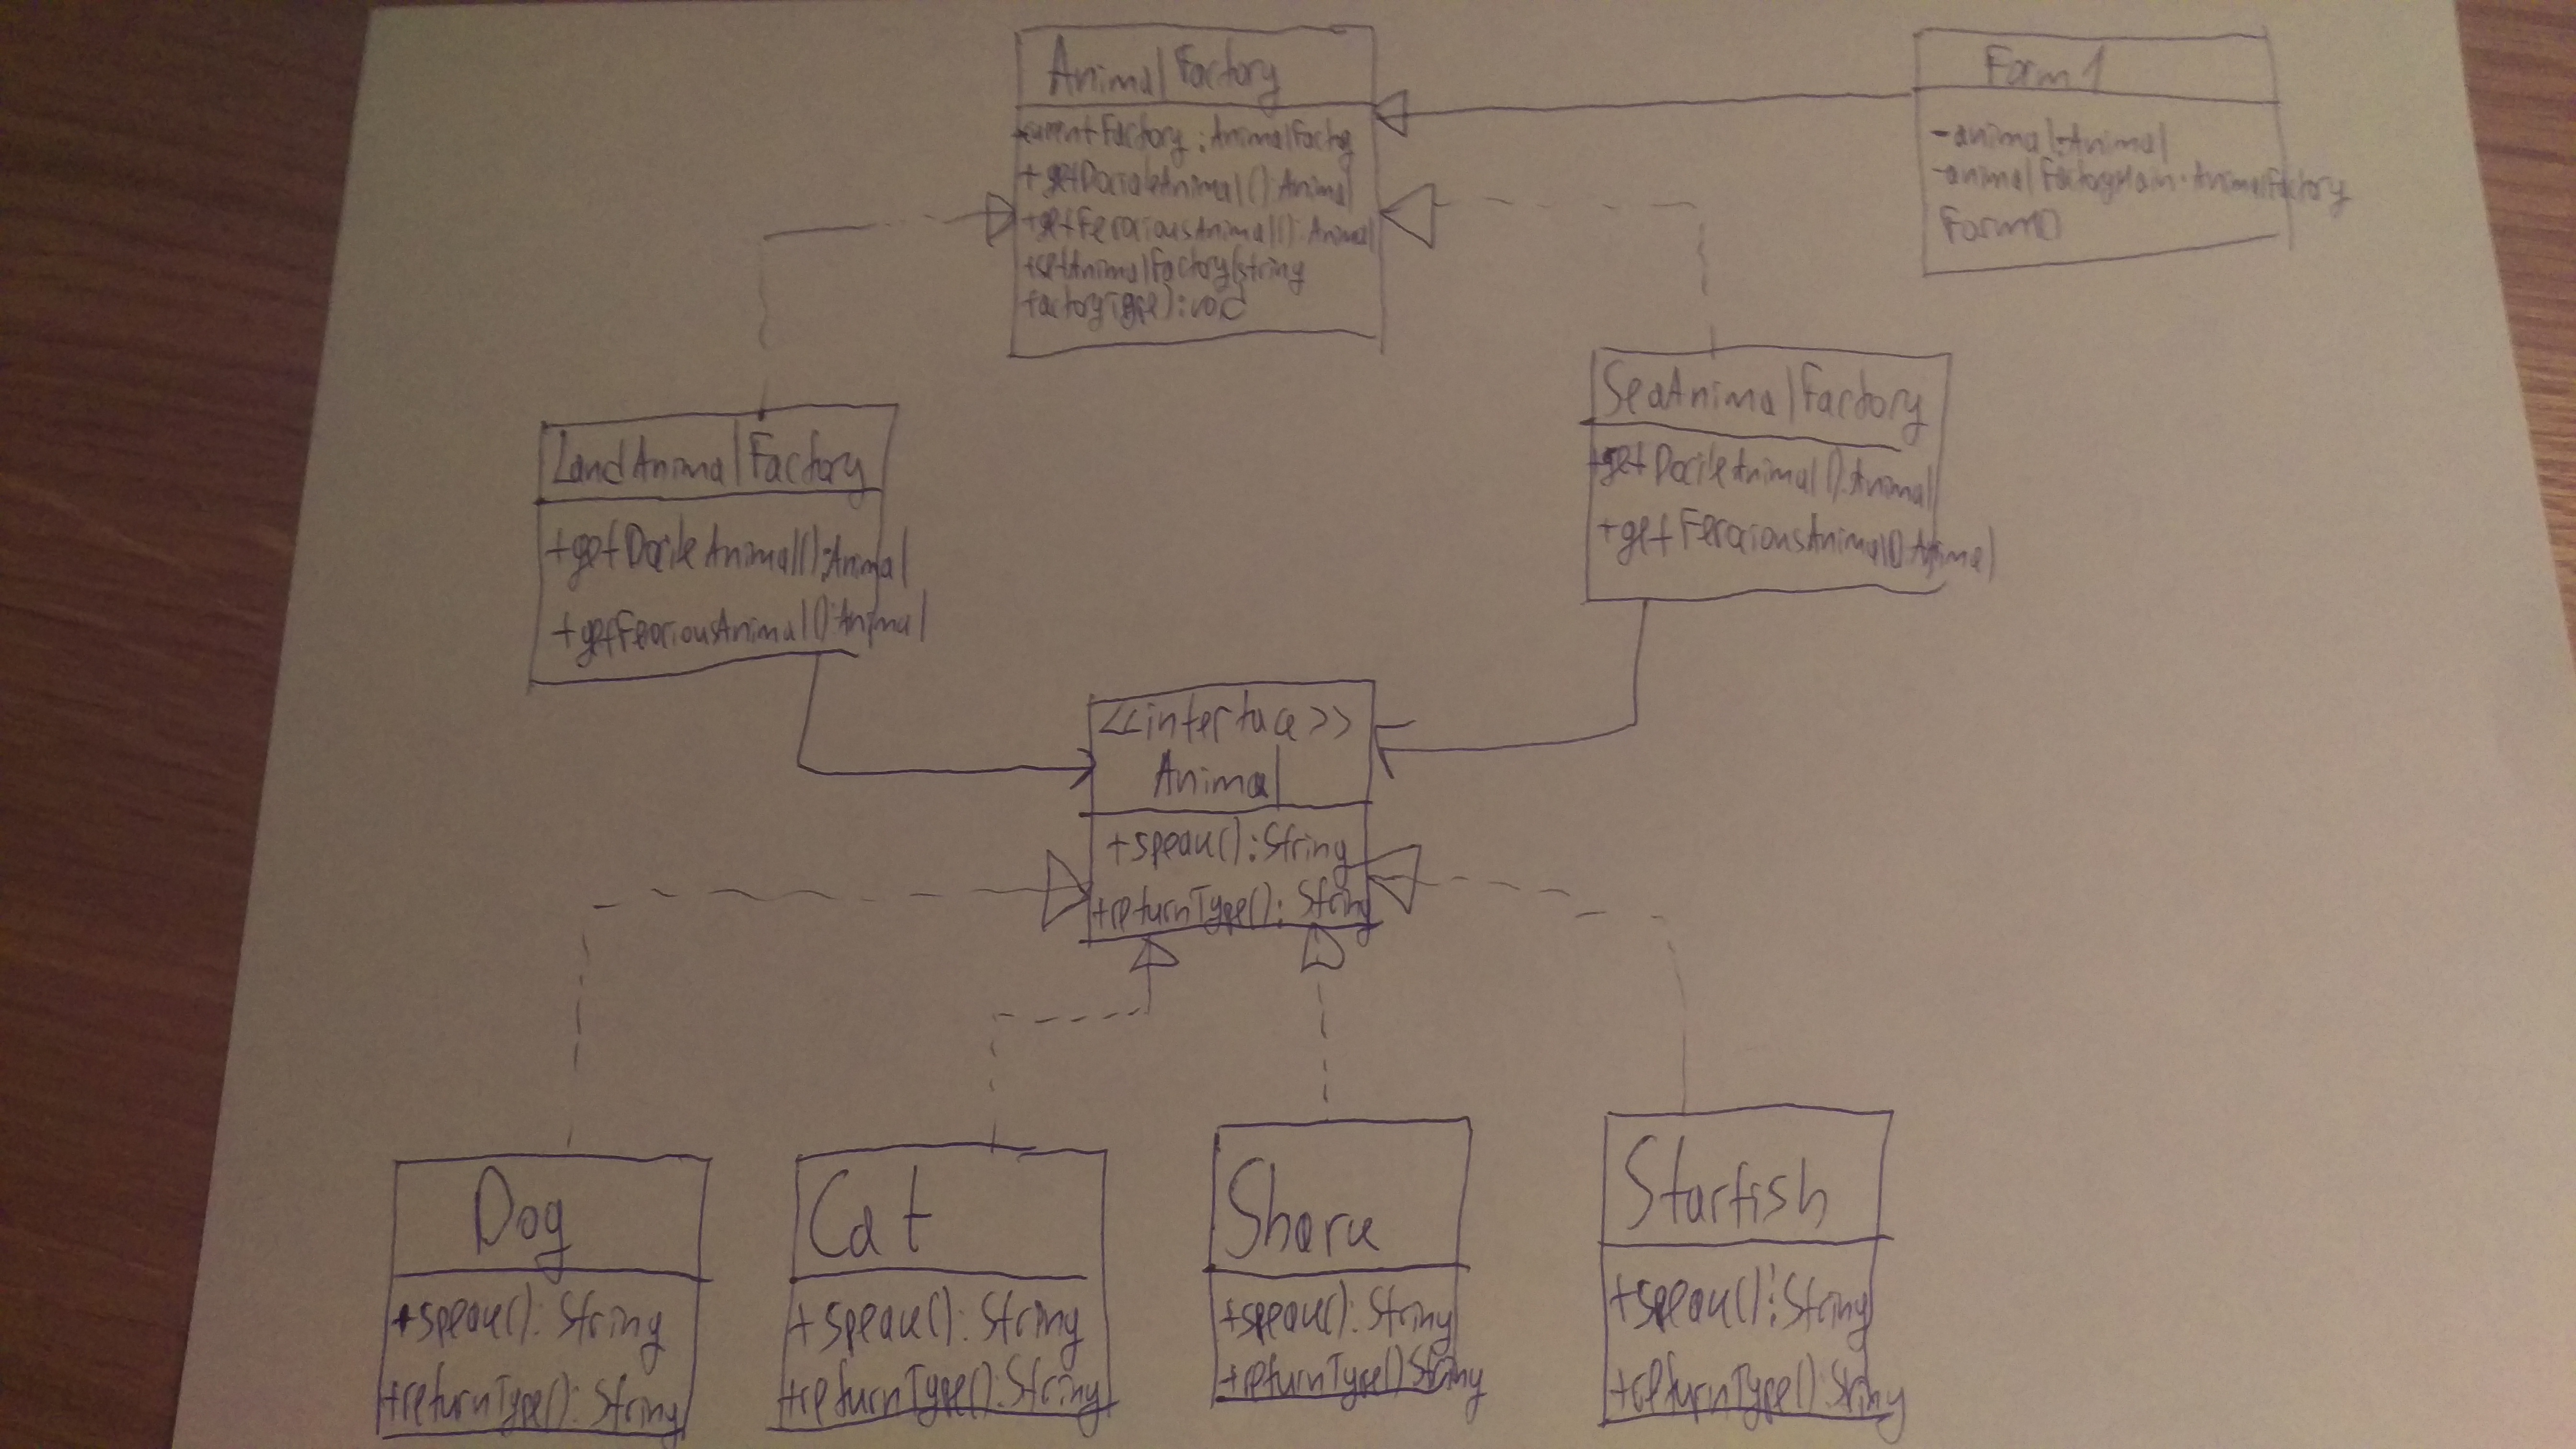 AnimalFactory
currentFactory : AnimalFactoy
+ getDocialeAnimal() : Animal
+getFerociousAnimal() : Animal
+setAnimalFactory(string
factoryType) : void
Form1
-animal:Animal
-animalFactoryMain:AnimalFactory
Form1()
LandAnimalFactory
+getDocileAnimal():Animal
+getFerociousAnimal():Animal
SeaAnimalFactory
+getDocileAnimal():Animal
+getFerociousAnimal():Animal
<<interface>>
Animal
+speak():String
+returnType(): String
Dog
+speak(): String
+returnType(): String
Cat
+speak(): String
+returnType():String
Shark
+speak(): String
+returnType() String
Starfish
+speak():String
+returnType():String